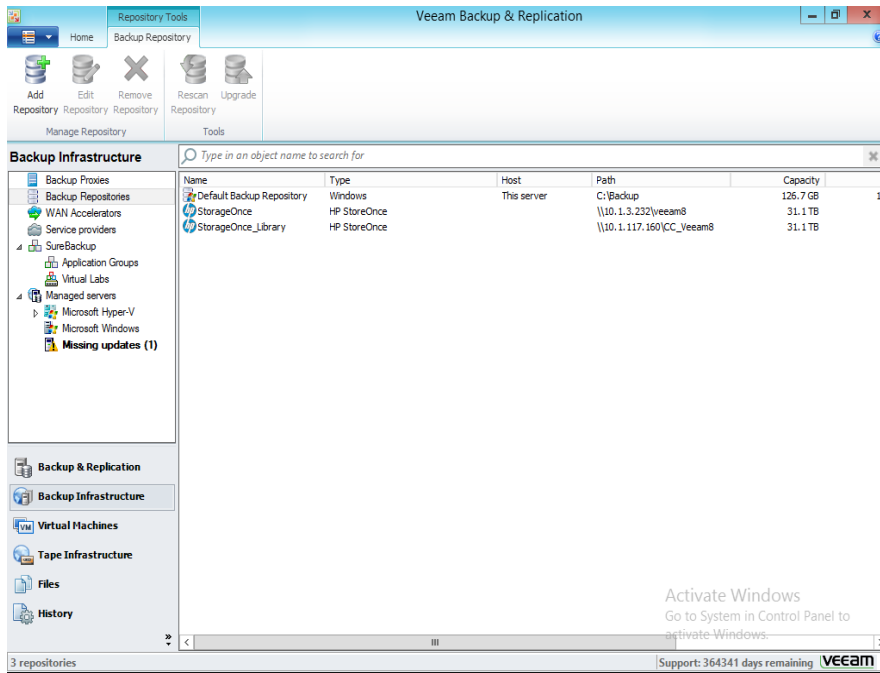 Repository Tools
Veeam Backup & Replication
Home
Backup Repository
Add Repository
Edit Repository
Remove Repository
Rescan Repository
Upgrade
Manage Repository
Tools
Backup Infrastructure
Type in an object name to search for
Backup Proxies
Backup Repositories
WAN Accelerators
Service providers
SureBackup
Application Groups
Virtual Labs
Managed servers
Microsoft Hyper-V
Microsoft Windows
Missing updates (1)
Name Type Host Path Capacity
Default Backup Repository Windows This server C:\Backup 126.7 GB 1
StorageOnce HP StoreOnce \\10.1.3.232\veeam8 31.1 TB
StorageOnce_Library HP StoreOnce \\10.1.117.160\CC_Veeam8 31.1 TB
Backup & Replication
Backup Infrastructure
VM Virtual Machines
Tape Infrastructure
Files
History
Activate Windows
Go to System in Control Panel to
activate Windows.
3 repositories
Support: 364341 days remaining
veeam